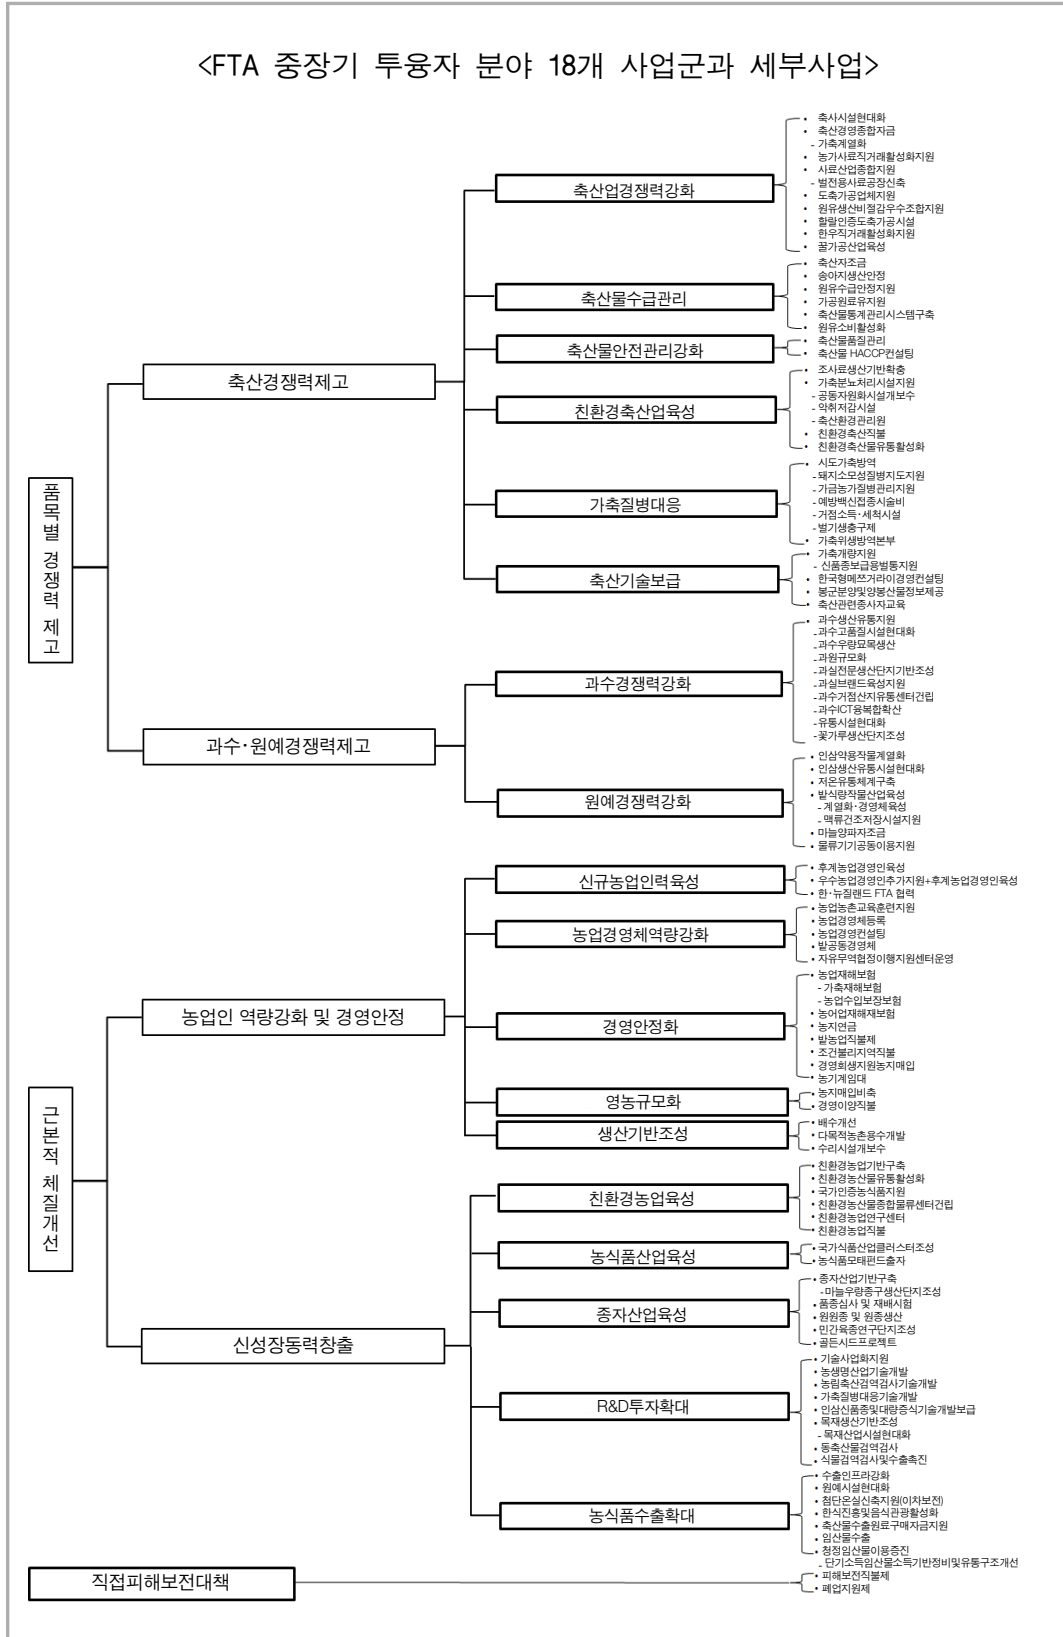 <FTA 중장기 투융자 분야 18개 사업군과 세부사업>
품목별 경쟁력 제고
축산경쟁력제고
축산업경쟁력강화
• 축사시설현대화
• 축산경영종합자금
- 가축계열화
• 농가사료직거래활성화지원
• 사료산업종합지원
- 벌전용사료공장신축
• 도축가공업체지원
• 원유생산비절감우수조합지원
• 할랄인증도축가공시설
• 한우직거래활성화지원
• 꿀가공산업육성
축산물수급관리
• 축산자조금
• 송아지생산안정
• 원유수급안정지원
• 가공원료유지원
• 축산물통계관리시스템구축
• 원유소비활성화
축산물안전관리강화
• 축산물품질관리
• 축산물 HACCP컨설팅
친환경축산업육성
• 조사료생산기반확충
• 가축분뇨처리시설지원
- 공동자원화시설개보수
- 악취저감시설
- 축산환경관리원
• 친환경축산직불
• 친환경축산물유통활성화
가축질병대응
• 시도가축방역
- 돼지소모성질병지도지원
- 가금농가질병관리지원
- 예방백신접종시술비
- 거점소득·세척시설
- 벌기생충구제
• 가축위생방역본부
축산기술보급
• 가축개량지원
- 신품종보급용벌통지원
• 한국형메쯔거라이경영컨설팅
• 봉군분양및양봉산물정보제공
• 축산관련종사자교육
과수·원예경쟁력제고
과수경쟁력강화
• 과수생산유통지원
- 과수고품질시설현대화
- 과수우량묘목생산
- 과원규모화
- 과실전문생산단지기반조성
- 과실브랜드육성지원
- 과수거점산지유통센터건립
- 과수ICT융복합확산
- 유통시설현대화
- 꽃가루생산단지조성
원예경쟁력강화
• 인삼약용작물계열화
• 인삼생산유통시설현대화
• 저온유통체계구축
• 밭식량작물산업육성
- 계열화·경영체육성
- 맥류건조저장시설지원
• 마늘양파자조금
• 물류기기공동이용지원
근본적 체질개선
농업인 역량강화 및 경영안정
신규농업인력육성
• 후계농업경영인육성
• 우수농업경영인추가지원+후계농업경영인육성
• 한·뉴질랜드 FTA 협력
농업경영체역량강화
• 농업농촌교육훈련지원
• 농업경영체등록
• 농업경영컨설팅
• 밭공동경영체
• 자유무역협정이행지원센터운영
경영안정화
• 농업재해보험
- 가축재해보험
- 농업수입보장보험
• 농어업재해재보험
• 농지연금
• 밭농업직불제
• 조건불리지역직불
• 경영회생지원농지매입
• 농기계임대
영농규모화
• 농지매입비축
• 경영이양직불
생산기반조성
• 배수개선
• 다목적농촌용수개발
• 수리시설개보수
신성장동력창출
친환경농업육성
• 친환경농업기반구축
• 친환경농산물유통활성화
• 국가인증농식품지원
• 친환경농산물종합물류센터건립
• 친환경농업연구센터
• 친환경농업직불
농식품산업육성
• 국가식품산업클러스터조성
• 농식품모태펀드출자
종자산업육성
• 종자산업기반구축
- 마늘우량종구생산단지조성
• 품종심사 및 재배시험
• 원원종 및 원종생산
• 민간육종연구단지조성
• 골든시드프로젝트
R&D투자확대
• 기술사업화지원
• 농생명산업기술개발
• 농림축산검역검사기술개발
• 가축질병대응기술개발
• 인삼신품종및대량증식기술개발보급
• 목재생산기반조성
- 목재산업시설현대화
• 동축산물검역검사
• 식물검역검사및수출촉진
농식품수출확대
• 수출인프라강화
• 원예시설현대화
• 첨단온실신축지원(이차보전)
• 한식진흥및음식관광활성화
• 축산물수출원료구매자금지원
• 임산물수출
• 청정임산물이용증진
- 단기소득임산물소득기반정비및유통구조개선
직접피해보전대책
• 피해보전직불제
• 폐업지원제